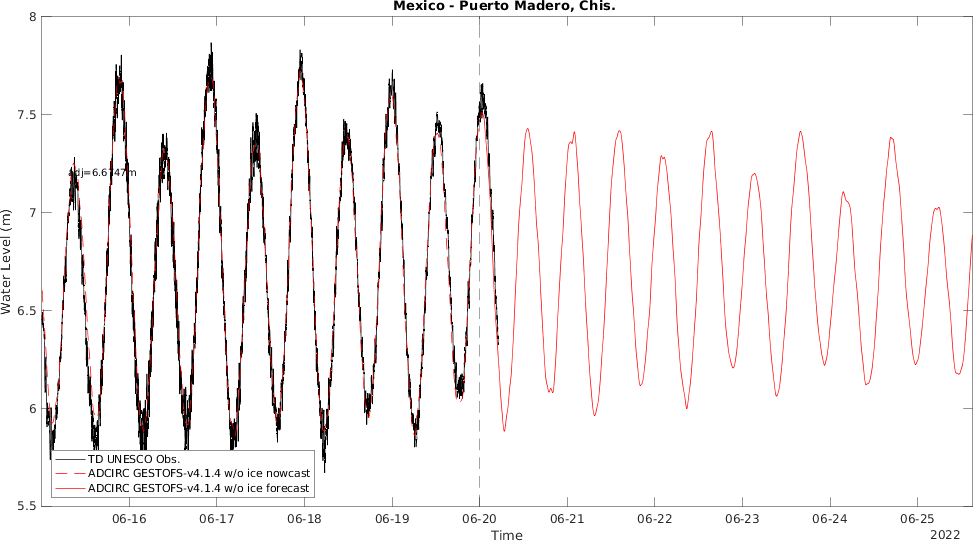 Mexico - Puerto Madero, Chis.
8
7.5
7
6.5
6
5.5
Water Level (m)
adj=6.6747m
TD UNESCO Obs.
ADCIRC GESTOFS-v4.1.4 w/o ice nowcast
ADCIRC GESTOFS-v4.1.4 w/o ice forecast
06-16 06-17 06-18 06-19 06-20 06-21 06-22 06-23 06-24 06-25
Time
2022